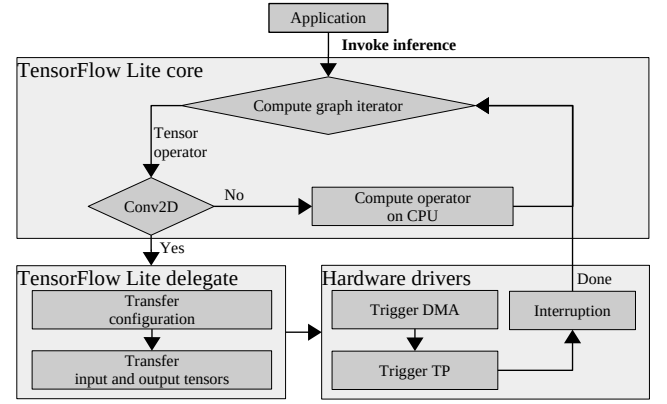 Application
Invoke inference
TensorFlow Lite core
Compute graph iterator
Tensor
operator
Conv2D
No
Compute operator
on CPU
Yes
TensorFlow Lite delegate
Transfer
configuration
Transfer
input and output tensors
Hardware drivers
Trigger DMA
Trigger TP
Interruption
Done